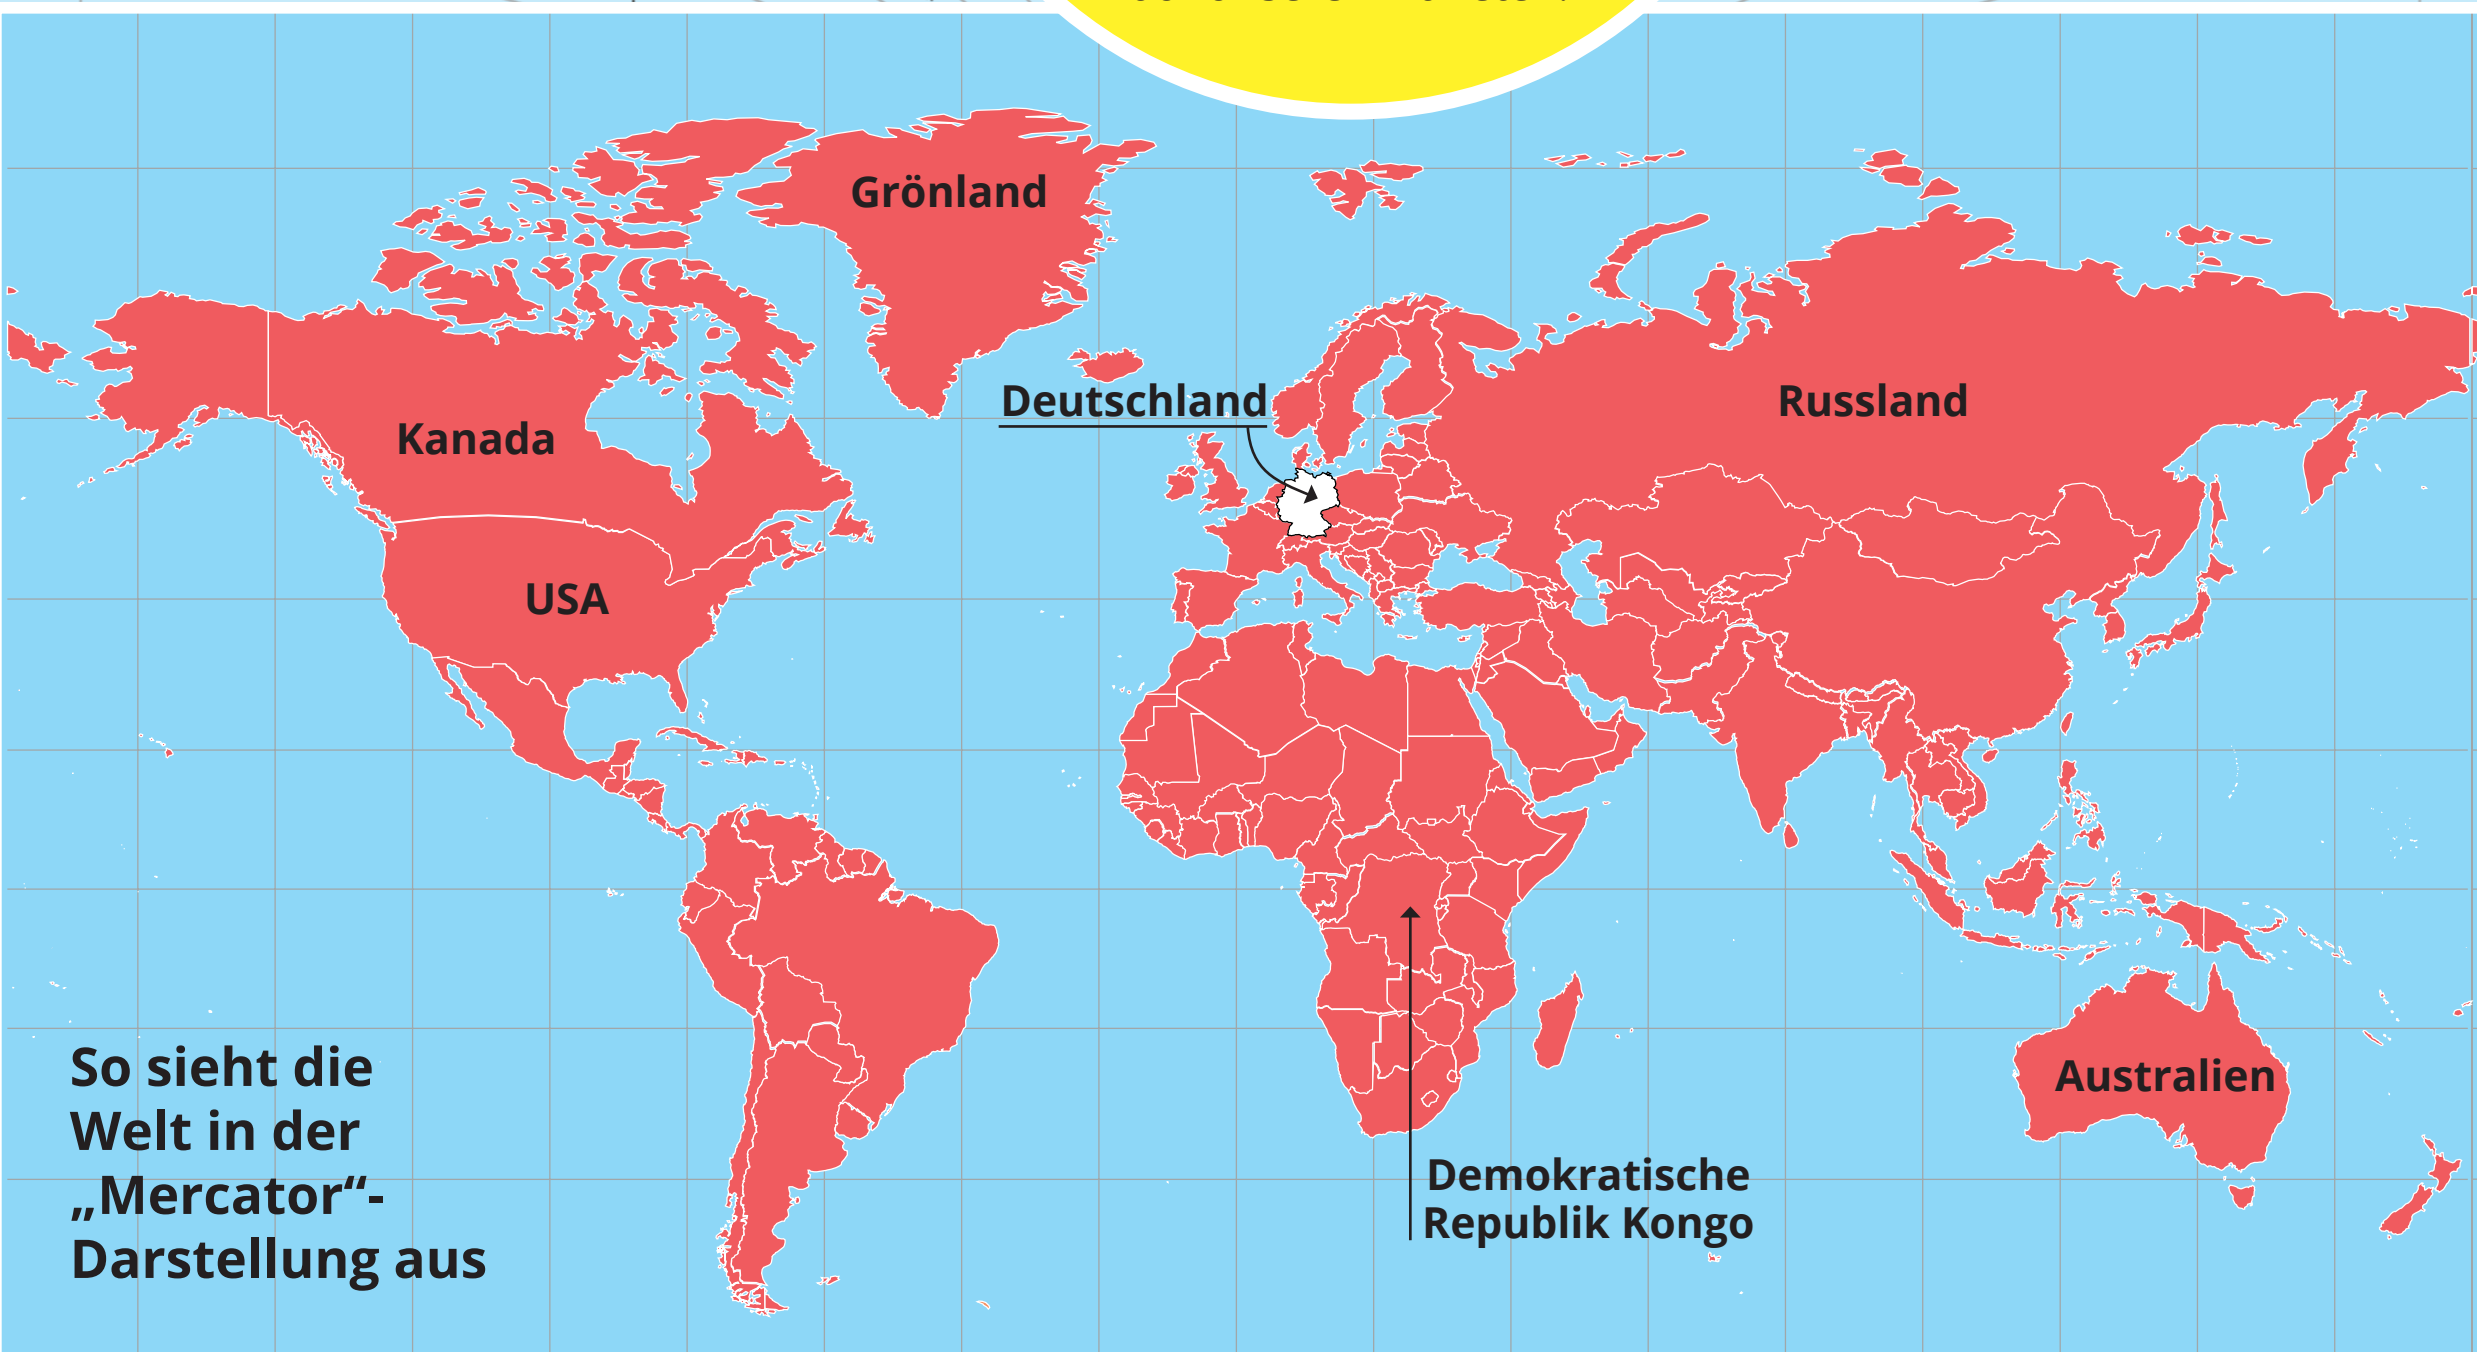 Grönland
Deutschland
Russland
Kanada
USA
Australien
So sieht die
Welt in der
„Mercator“-
Darstellung aus
Demokratische
Republik Kongo